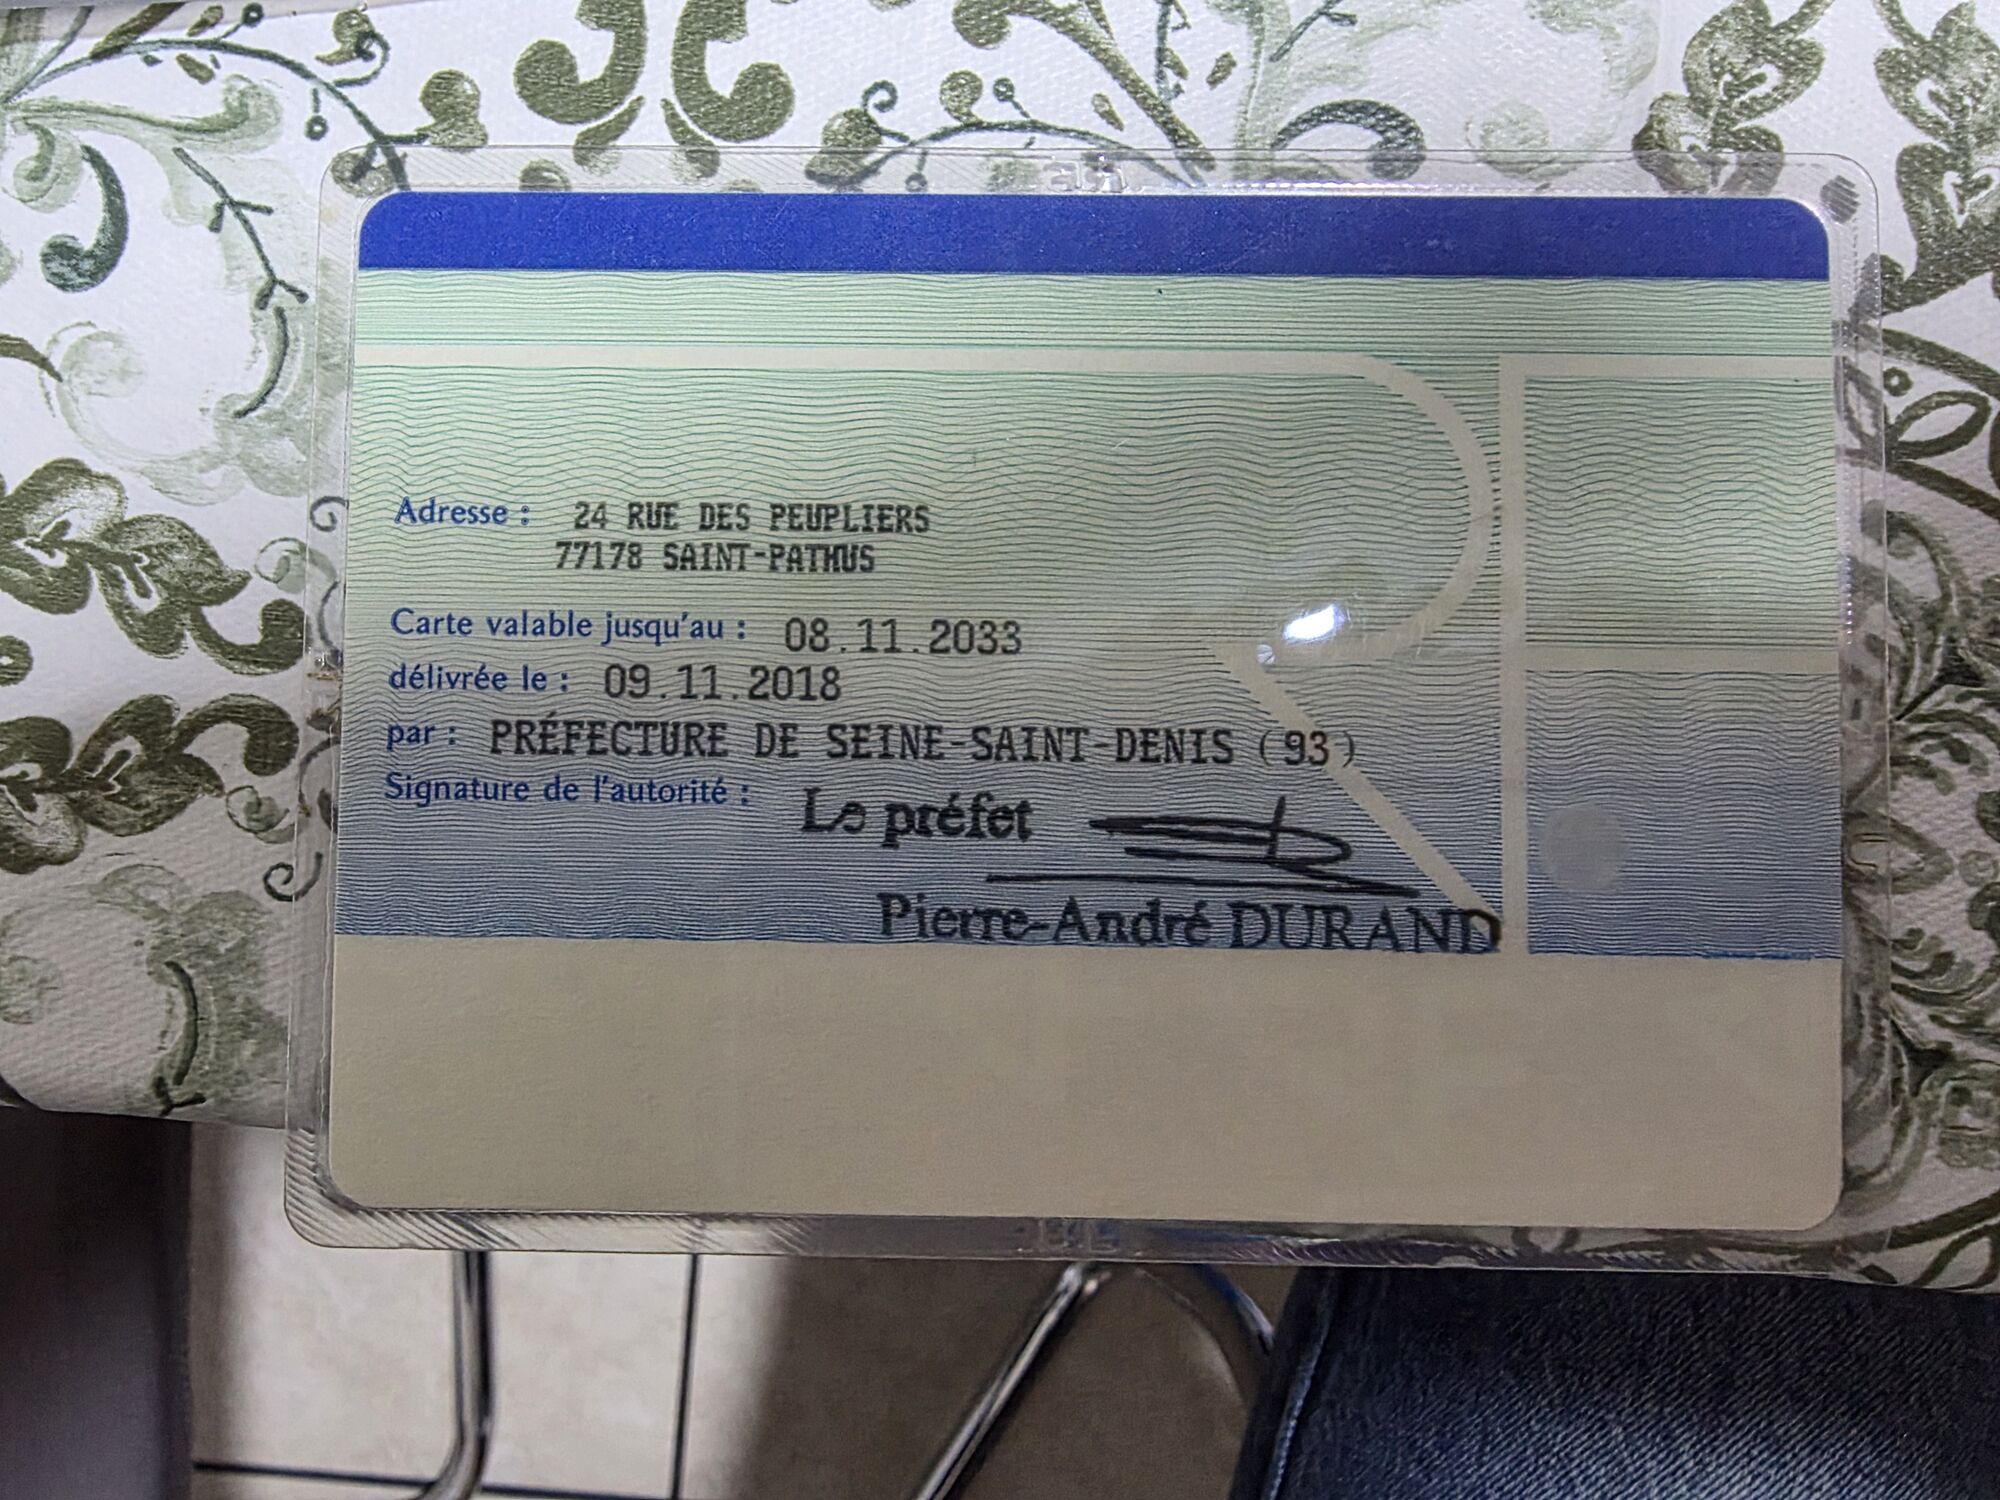 Adresse : 24 RUE DES PEUPLIERS
77178 SAINT-PATHUS
Carte valable jusqu'au : 08.11.2033
délivrée le : 09.11.2018
par : PRÉFECTURE DE SEINE-SAINT-DENIS (93)
Signature de l'autorité : Le préfet
Pierre-André DURAND